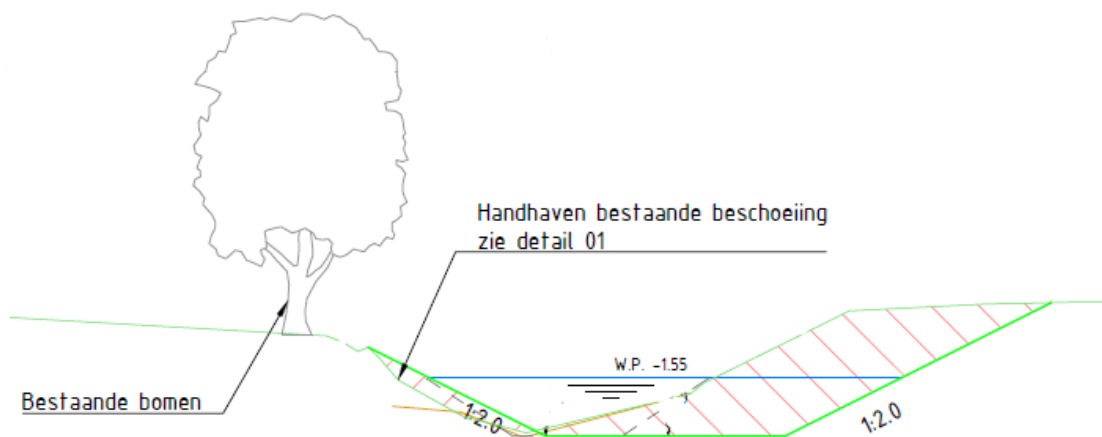 Handhaven bestaande beschoeiing
zie detail 01
W.P. -1.55
Bestaande bomen
1:2.0
1:2.0